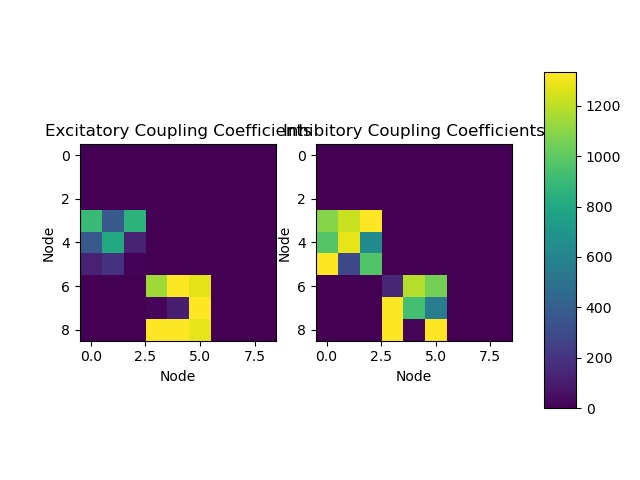 Excitatory Coupling Coefficients
Inhibitory Coupling Coefficients
0
2
4
6
8
Node
0.0 2.5 5.0 7.5
Node
0
2
4
6
8
Node
0.0 2.5 5.0 7.5
Node
1200
1000
800
600
400
200
0